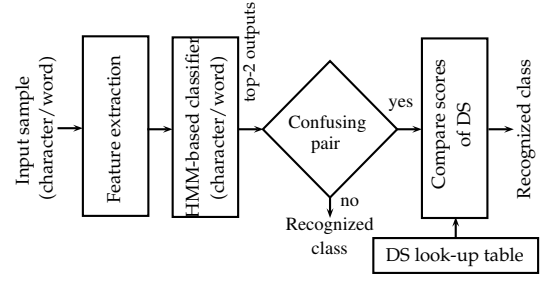 Input sample
(character/word)
Feature extraction
HMM-based classifier
(character/word)
top-2 outputs
Confusing
pair
yes
no
Recognized
class
Compare scores
of DS
Recognized class
DS look-up table